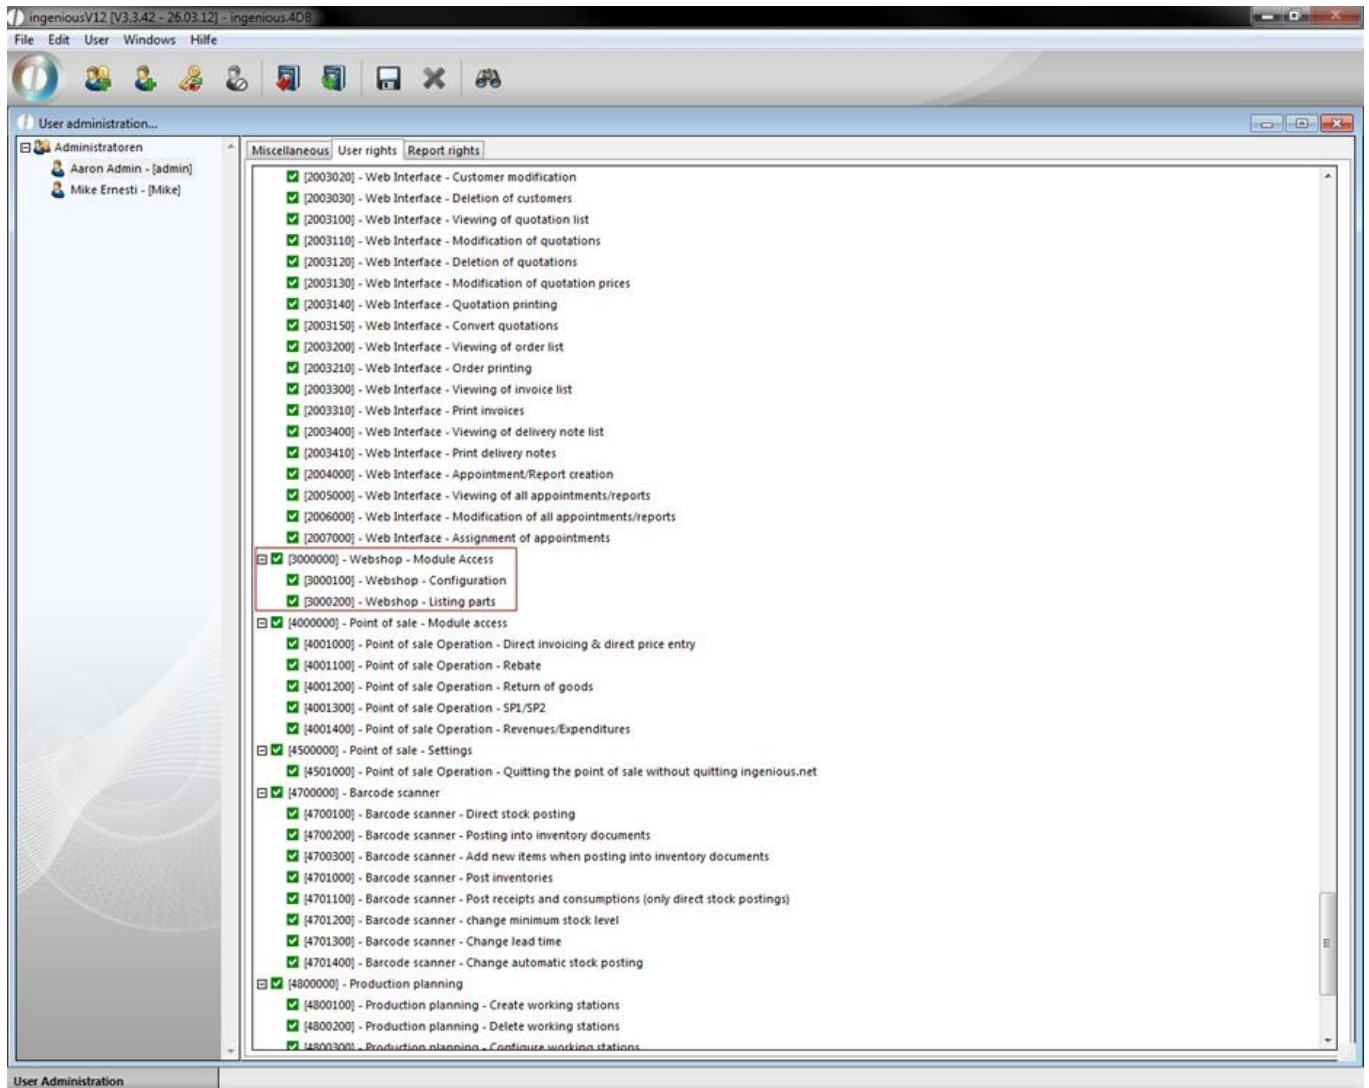 ingeniousV12 [V3.3.42 - 26.03.12] - ingenious.4DB
File Edit User Windows Hilfe
User administration...
Administratoren
Aaron Admin - [admin]
Mike Ernesti - [Mike]
Miscellaneous User rights Report rights
[2003020] - Web Interface - Customer modification
[2003030] - Web Interface - Deletion of customers
[2003100] - Web Interface - Viewing of quotation list
[2003110] - Web Interface - Modification of quotations
[2003120] - Web Interface - Deletion of quotations
[2003130] - Web Interface - Modification of quotation prices
[2003140] - Web Interface - Quotation printing
[2003150] - Web Interface - Convert quotations
[2003200] - Web Interface - Viewing of order list
[2003210] - Web Interface - Order printing
[2003300] - Web Interface - Viewing of invoice list
[2003310] - Web Interface - Print invoices
[2003400] - Web Interface - Viewing of delivery note list
[2003410] - Web Interface - Print delivery notes
[2004000] - Web Interface - Appointment/Report creation
[2005000] - Web Interface - Viewing of all appointments/reports
[2006000] - Web Interface - Modification of all appointments/reports
[2007000] - Web Interface - Assignment of appointments
[3000000] - Webshop - Module Access
[3000100] - Webshop - Configuration
[3000200] - Webshop - Listing parts
[4000000] - Point of sale - Module access
[4001000] - Point of sale Operation - Direct invoicing & direct price entry
[4001100] - Point of sale Operation - Rebate
[4001200] - Point of sale Operation - Return of goods
[4001300] - Point of sale Operation - SP1/SP2
[4001400] - Point of sale Operation - Revenues/Expenditures
[4500000] - Point of sale - Settings
[4501000] - Point of sale Operation - Quitting the point of sale without quitting ingenious.net
[4700000] - Barcode scanner
[4700100] - Barcode scanner - Direct stock posting
[4700200] - Barcode scanner - Posting into inventory documents
[4700300] - Barcode scanner - Add new items when posting into inventory documents
[4701000] - Barcode scanner - Post inventories
[4701100] - Barcode scanner - Post receipts and consumptions (only direct stock postings)
[4701200] - Barcode scanner - change minimum stock level
[4701300] - Barcode scanner - Change lead time
[4701400] - Barcode scanner - Change automatic stock posting
[4800000] - Production planning
[4800100] - Production planning - Create working stations
[4800200] - Production planning - Delete working stations
[4800300] - Production planning - Configure working stations
User Administration